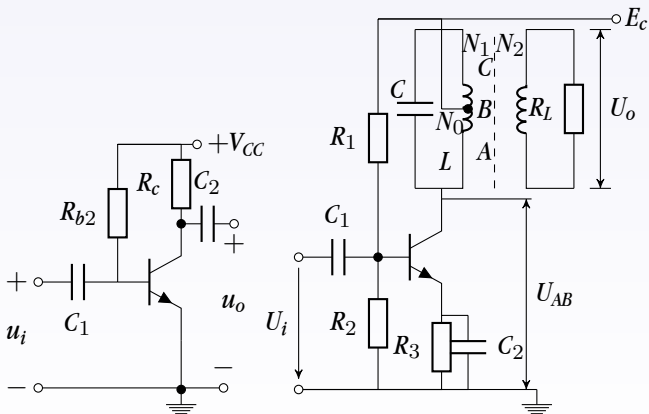 +V_CC
R_c
C_2
R_b2
+
+
C_1
u_i
u_o
−
−
E_c
N_1
N_2
C
C
B
N_0
A
L
R_L
U_o
R_1
C_1
R_2
R_3
C_2
U_i
U_AB